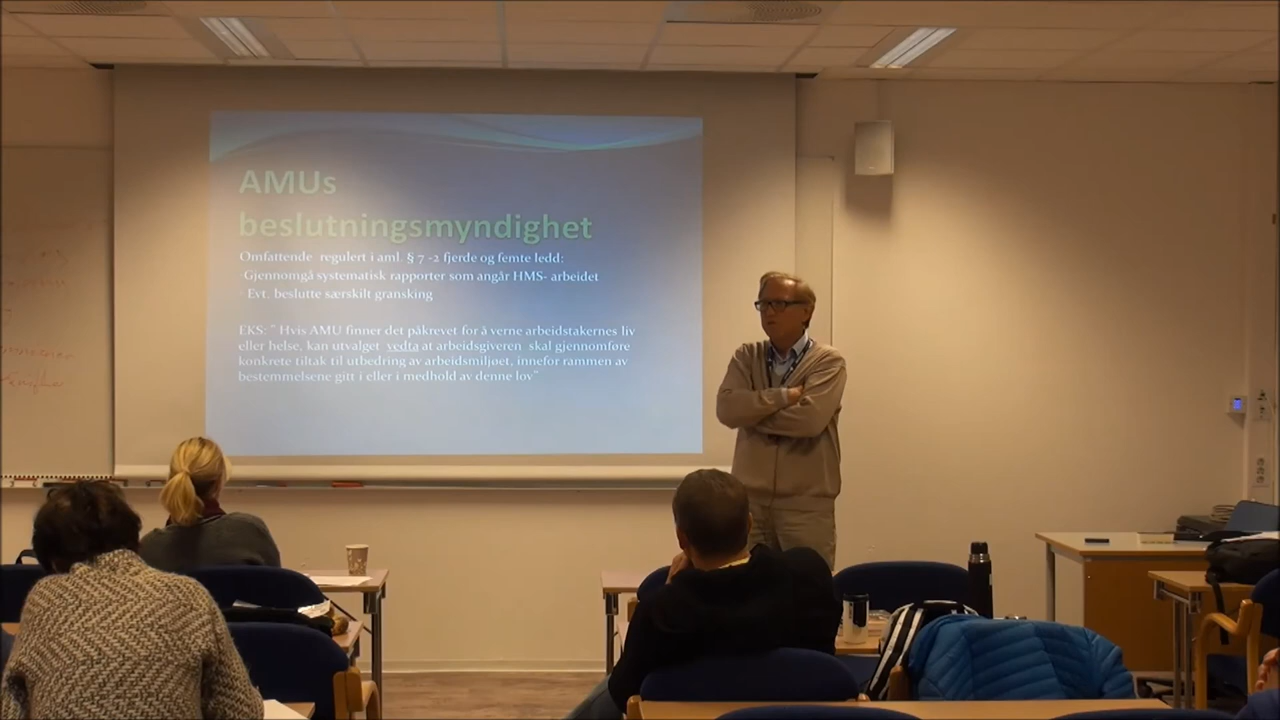 AMUs
beslutningsmyndighet
Omfattende regulert i aml. § 7 -2 fjerde og femte ledd:
-Gjennomgå systematisk rapporter som angår HMS- arbeidet
- Evt. beslutte særskilt gransking
EKS: " Hvis AMU finner det påkrevet for å verne arbeidstakernes liv
eller helse, kan utvalget vedta at arbeidsgiveren skal gjennomføre
konkrete tiltak til utbedring av arbeidsmiljøet, innefor rammen av
bestemmelsene gitt i eller i medhold av denne lov"